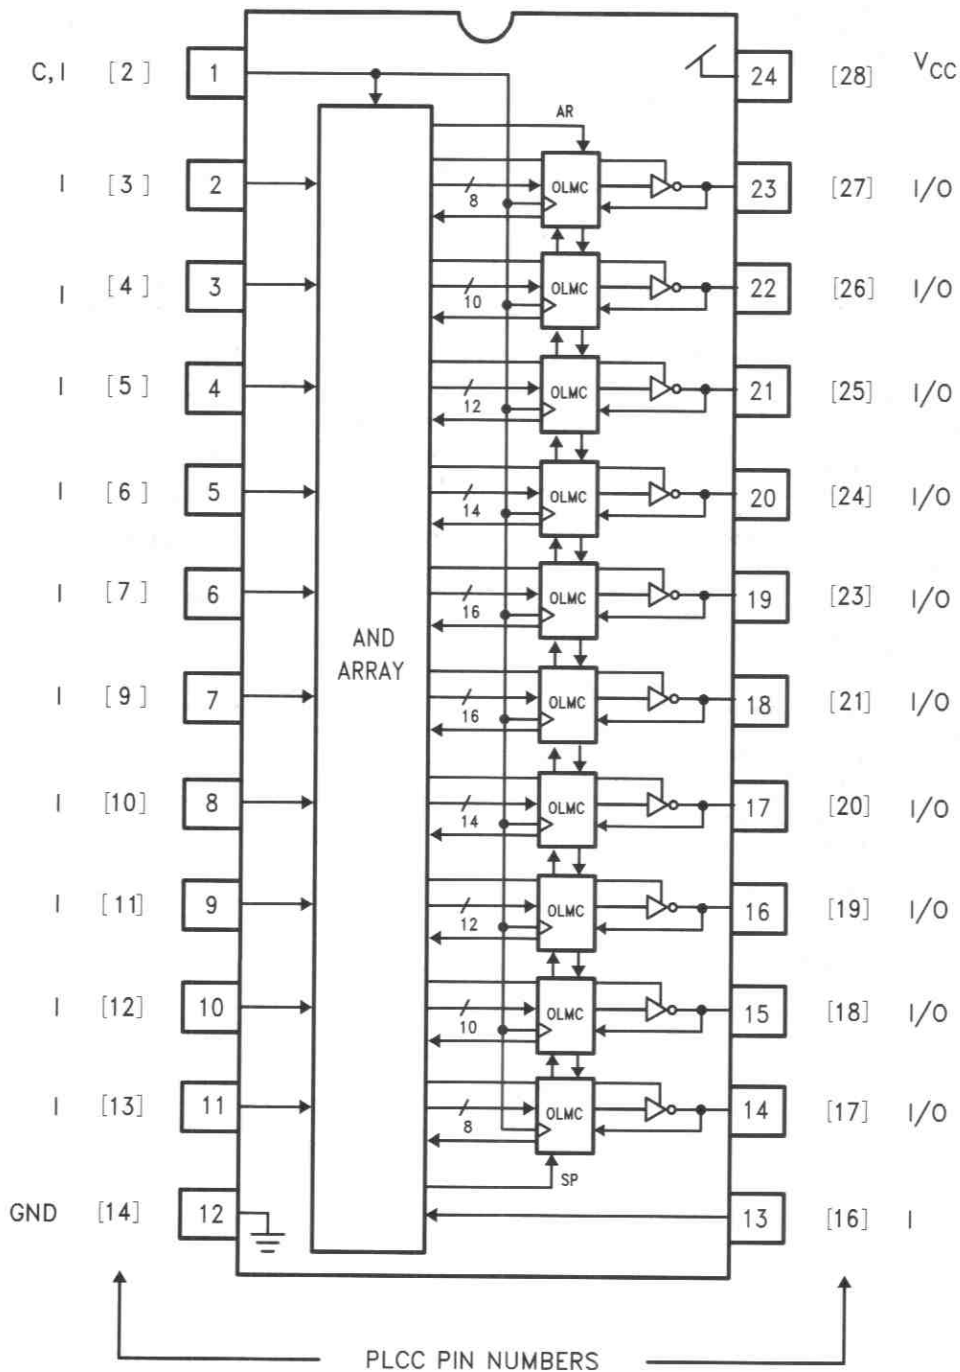 C, I [2] 1 24 [28] VCC
AR
I [3] 2 8 OLMC 23 [27] I/O
I [4] 3 10 OLMC 22 [26] I/O
I [5] 4 12 OLMC 21 [25] I/O
I [6] 5 14 OLMC 20 [24] I/O
I [7] 6 16 OLMC 19 [23] I/O
AND
ARRAY
I [9] 7 16 OLMC 18 [21] I/O
I [10] 8 14 OLMC 17 [20] I/O
I [11] 9 12 OLMC 16 [19] I/O
I [12] 10 10 OLMC 15 [18] I/O
I [13] 11 8 OLMC 14 [17] I/O
SP
GND [14] 12 13 [16] I
PLCC PIN NUMBERS